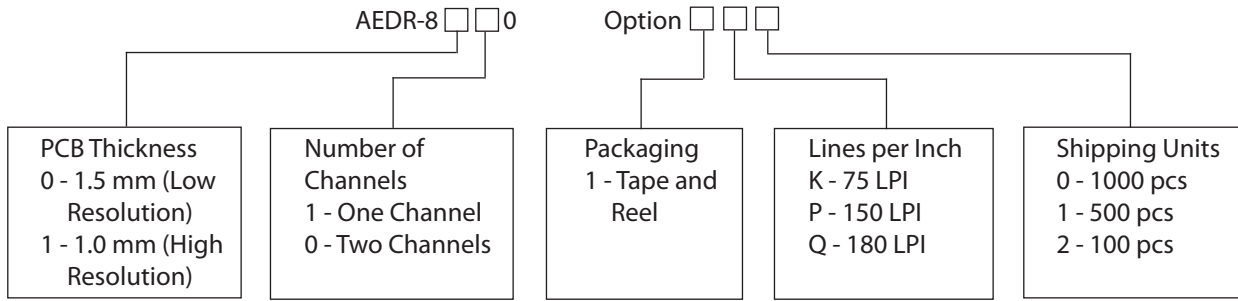 AEDR-8 0
Option
PCB Thickness
0 - 1.5 mm (Low
Resolution)
1 - 1.0 mm (High
Resolution)
Number of
Channels
1 - One Channel
0 - Two Channels
Packaging
1 - Tape and
Reel
Lines per Inch
K - 75 LPI
P - 150 LPI
Q - 180 LPI
Shipping Units
0 - 1000 pcs
1 - 500 pcs
2 - 100 pcs